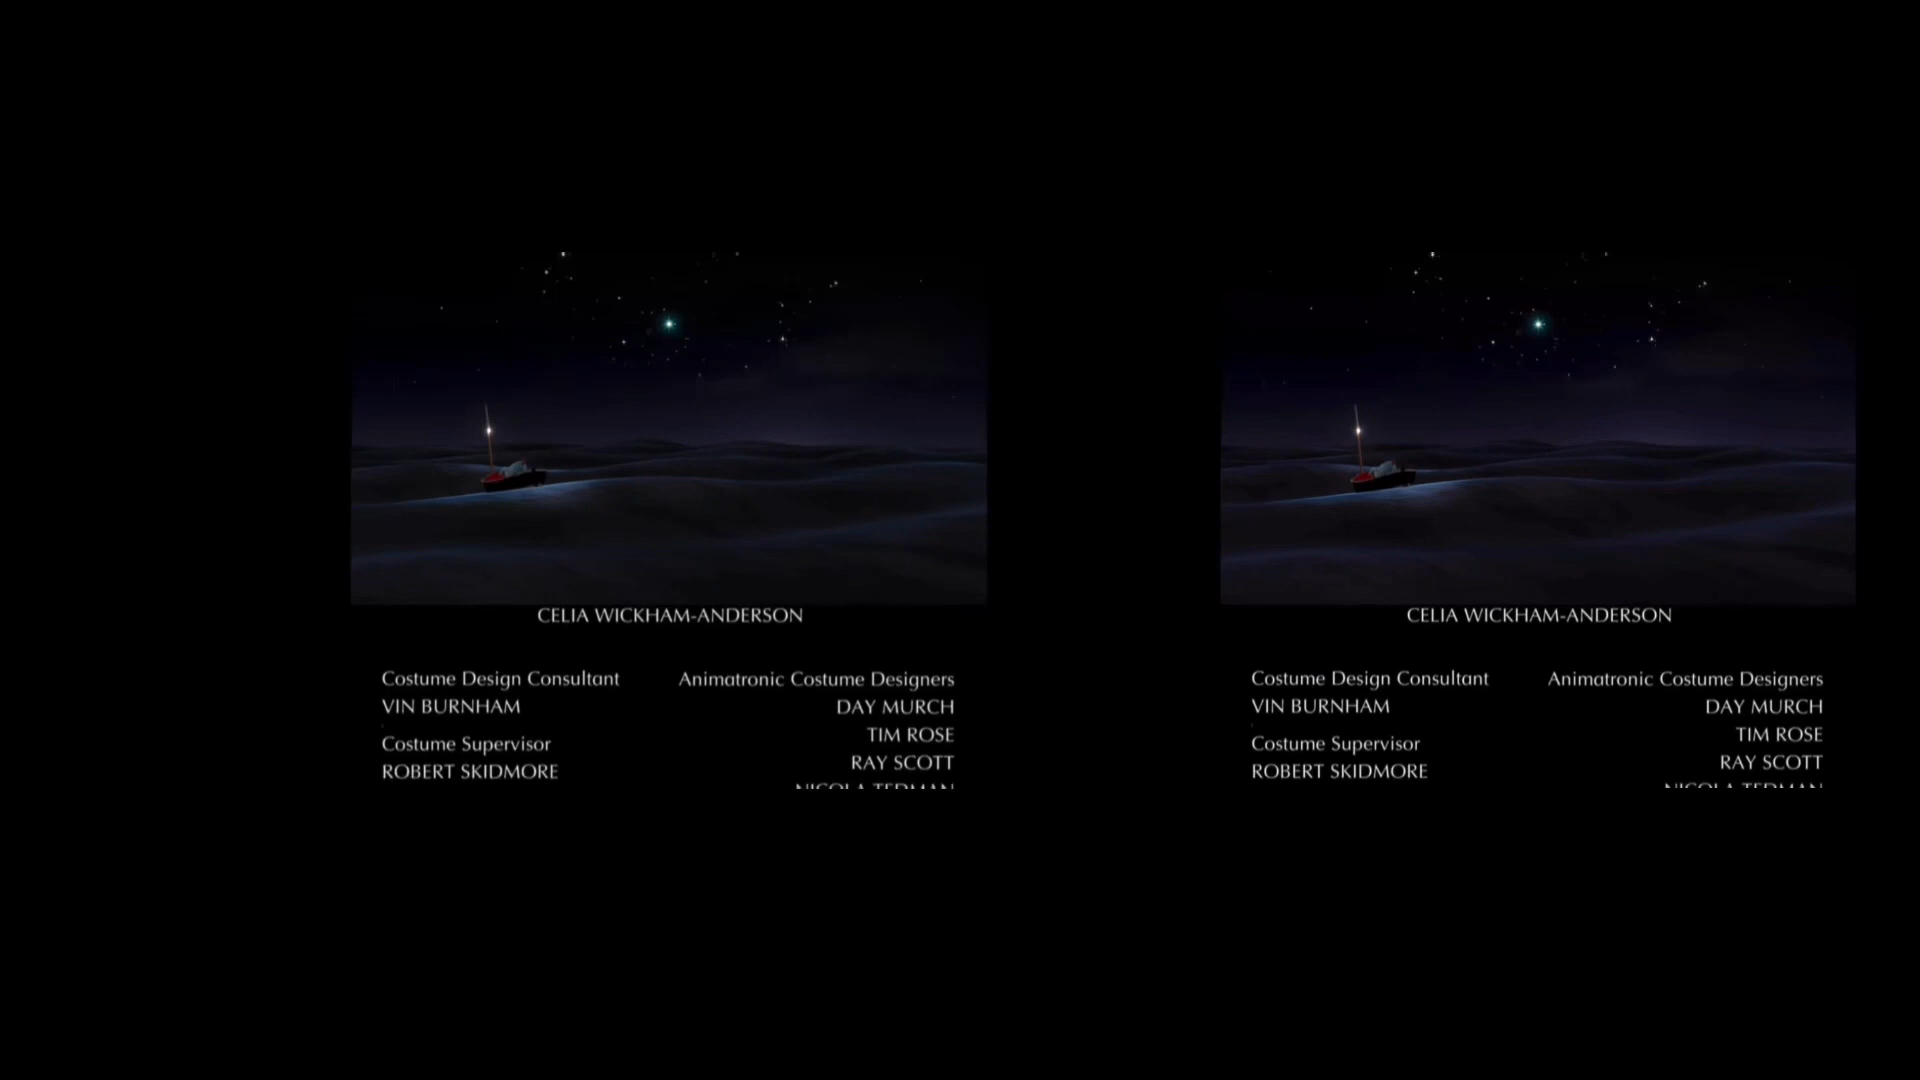 CELIA WICKHAM-ANDERSON
Costume Design Consultant
VIN BURNHAM
Costume Supervisor
ROBERT SKIDMORE
Animatronic Costume Designers
DAY MURCH
TIM ROSE
RAY SCOTT
CELIA WICKHAM-ANDERSON
Costume Design Consultant
VIN BURNHAM
Costume Supervisor
ROBERT SKIDMORE
Animatronic Costume Designers
DAY MURCH
TIM ROSE
RAY SCOTT